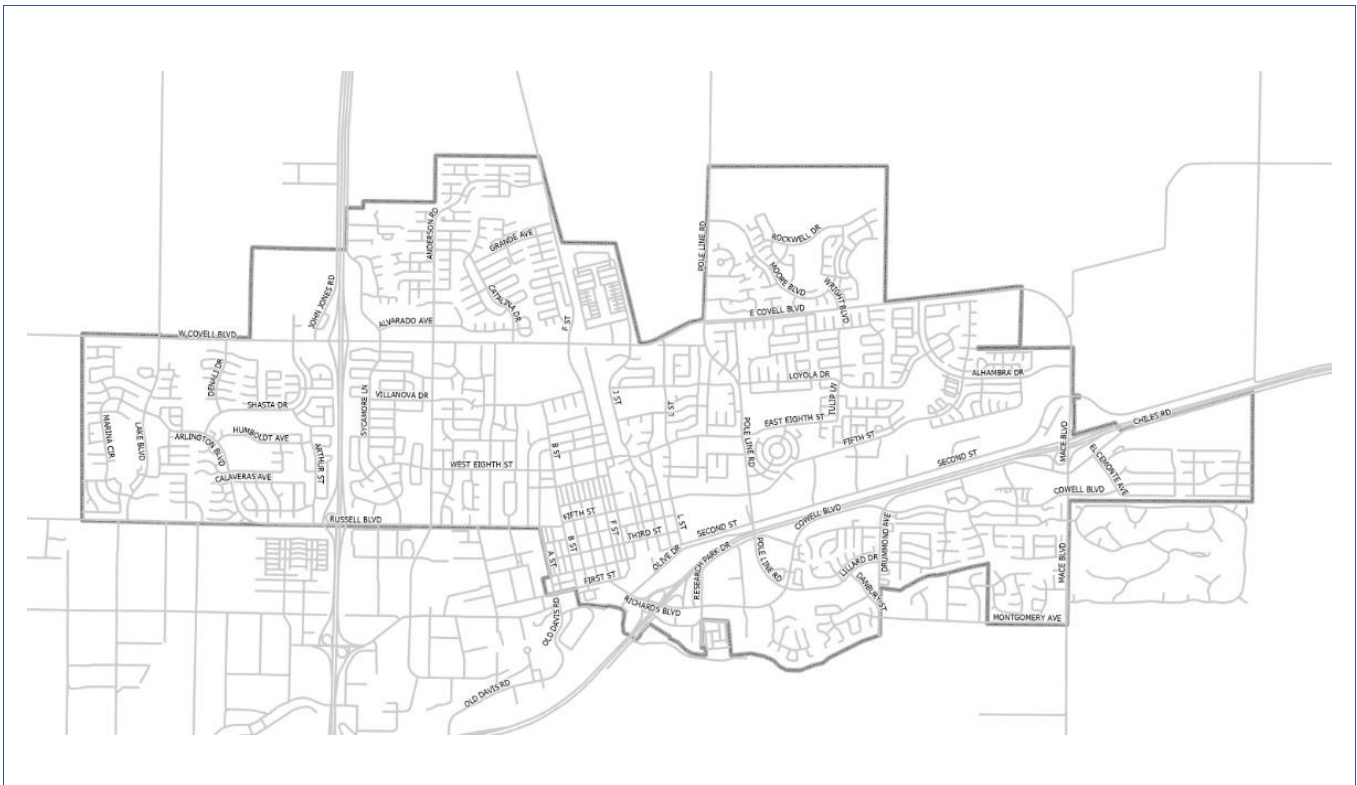 ANDERSON RD
GRANDE AVE
POLE LINE RD
ROCKWELL DR
MOORE BLVD
WRIGHT BLVD
JOHN JONES RD
CATALINA DR
E COVELL BLVD
ALVARADO AVE
F ST
W COVELL BLVD
DENALI DR
LOYOLA DR
ALHAMBRA DR
SHASTA DR
SYCAMORE LN
VILLANOVA DR
J ST
L ST
TULIP LN
EAST EIGHTH ST
POLE LINE RD
FIFTH ST
CHILES RD
MARINA CIR
LAKE BLVD
ARLINGTON BLVD
HUMBOLDT AVE
ARTHUR ST
B ST
MACE BLVD
EL CEMONTE AVE
SECOND ST
WEST EIGHTH ST
CALAVERAS AVE
COWELL BLVD
RUSSELL BLVD
FIFTH ST
F ST
L ST
THIRD ST
SECOND ST
COWELL BLVD
A ST
B ST
OLIVE DR
RESEARCH PARK DR
POLE LINE RD
LILLARD DR
DRUMMOND AVE
DANBURY ST
MACE BLVD
FIRST ST
RICHARDS BLVD
MONTGOMERY AVE
OLD DAVIS RD
OLD DAVIS RD